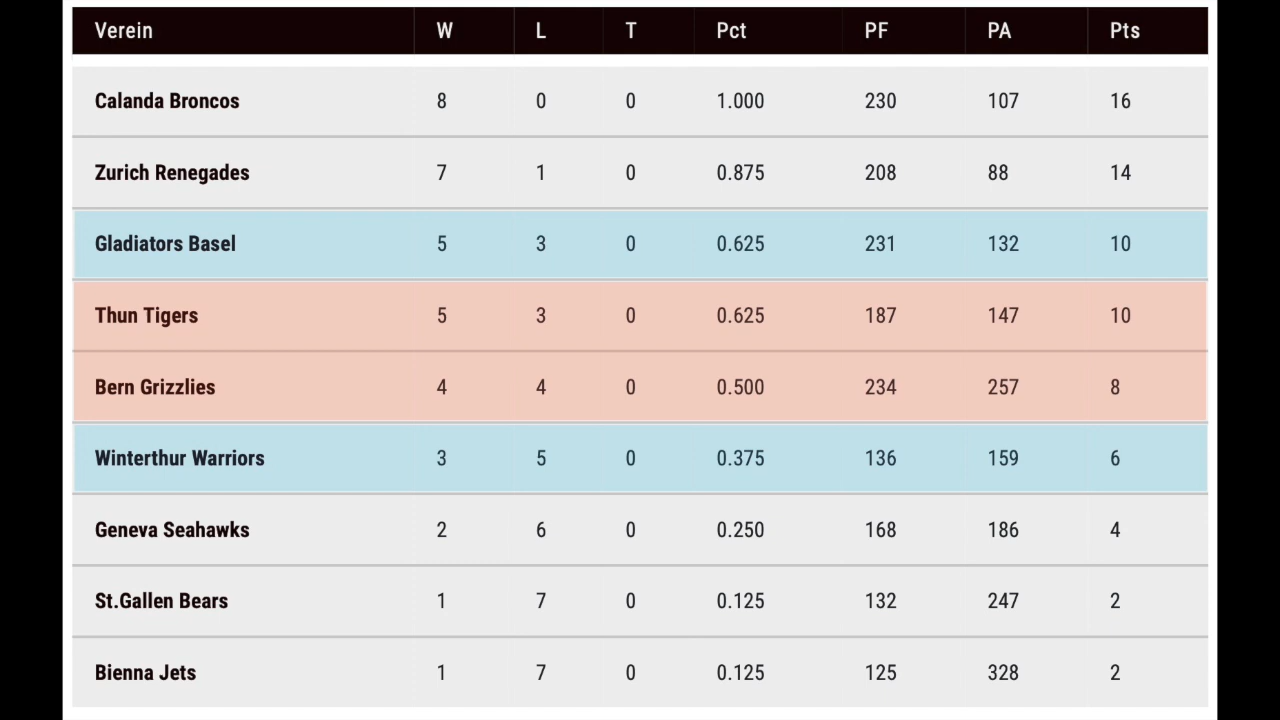 Verein W L T Pct PF PA Pts
Calanda Broncos 8 0 0 1.000 230 107 16
Zurich Renegades 7 1 0 0.875 208 88 14
Gladiators Basel 5 3 0 0.625 231 132 10
Thun Tigers 5 3 0 0.625 187 147 10
Bern Grizzlies 4 4 0 0.500 234 257 8
Winterthur Warriors 3 5 0 0.375 136 159 6
Geneva Seahawks 2 6 0 0.250 168 186 4
St.Gallen Bears 1 7 0 0.125 132 247 2
Bienna Jets 1 7 0 0.125 125 328 2